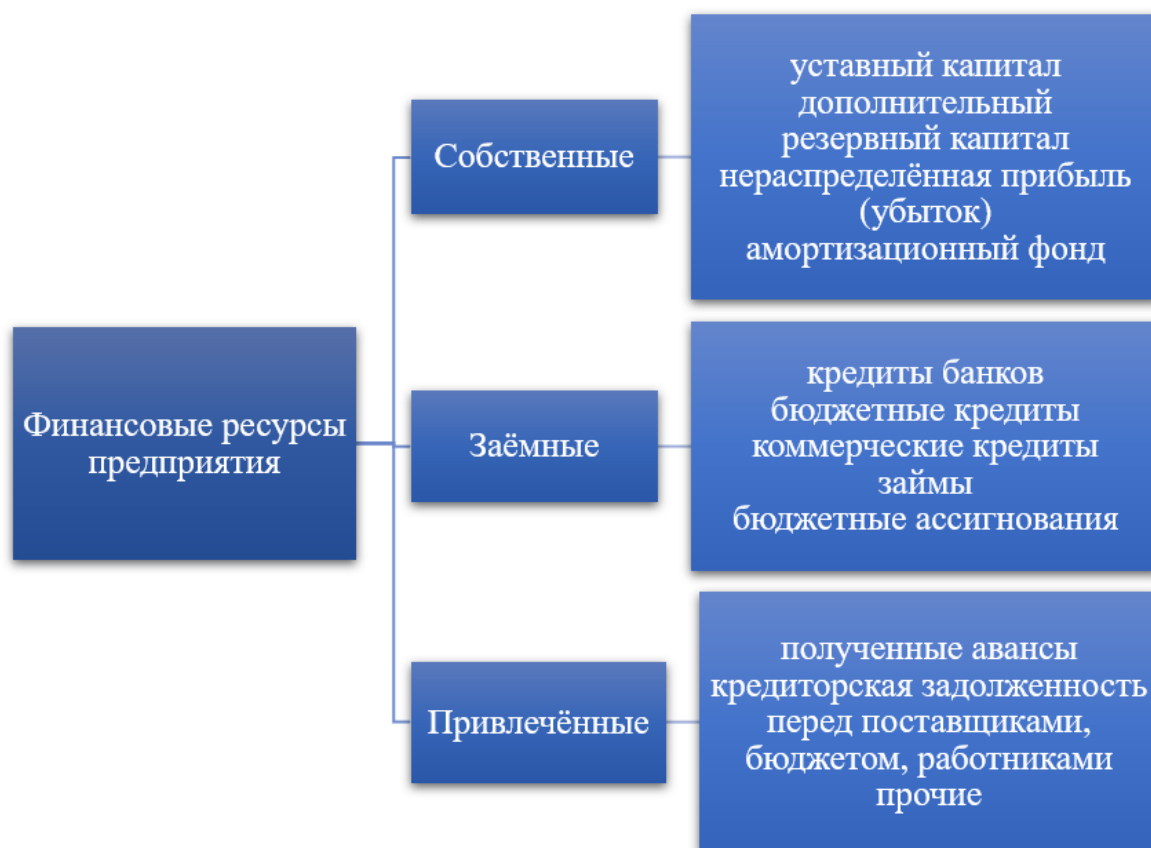 Финансовые ресурсы
предприятия
Собственные
уставный капитал
дополнительный
резервный капитал
нераспределённая прибыль
(убыток)
амортизационный фонд
Заёмные
кредиты банков
бюджетные кредиты
коммерческие кредиты
займы
бюджетные ассигнования
Привлечённые
полученные авансы
кредиторская задолженность
перед поставщиками,
бюджетом, работниками
прочие